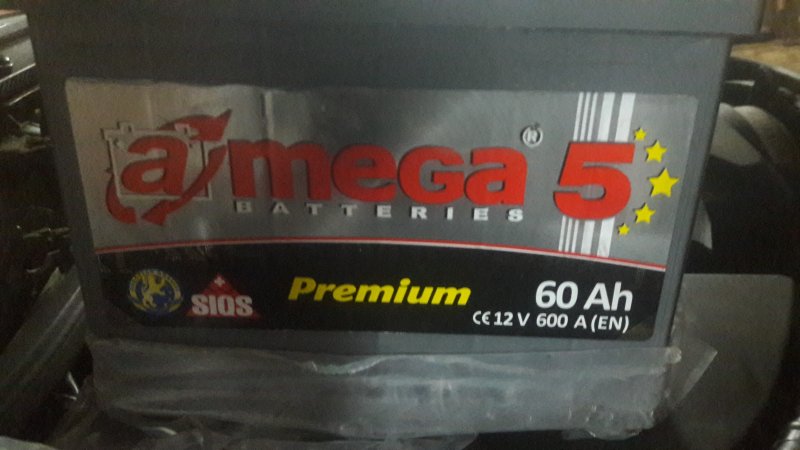 a mega® 5
BATTERIES
SIQS
Premium
60 Ah
CE 12 V 600 A (EN)